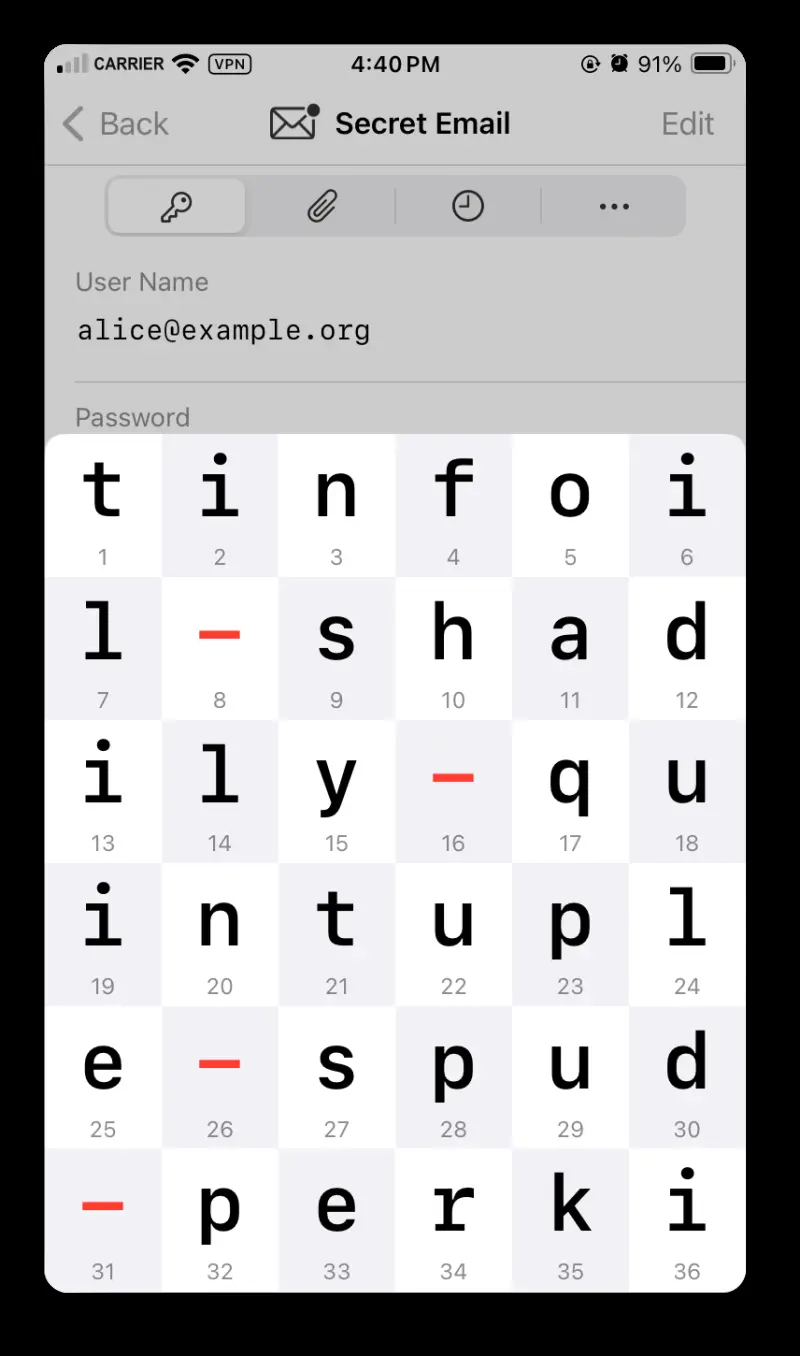 CARRIER VPN 4:40 PM 91%
Back Secret Email Edit
User Name
alice@example.org
Password
t i n f o i
1 2 3 4 5 6
l - s h a d
7 8 9 10 11 12
i l y - q u
13 14 15 16 17 18
i n t u p l
19 20 21 22 23 24
e - s p u d
25 26 27 28 29 30
- p e r k i
31 32 33 34 35 36